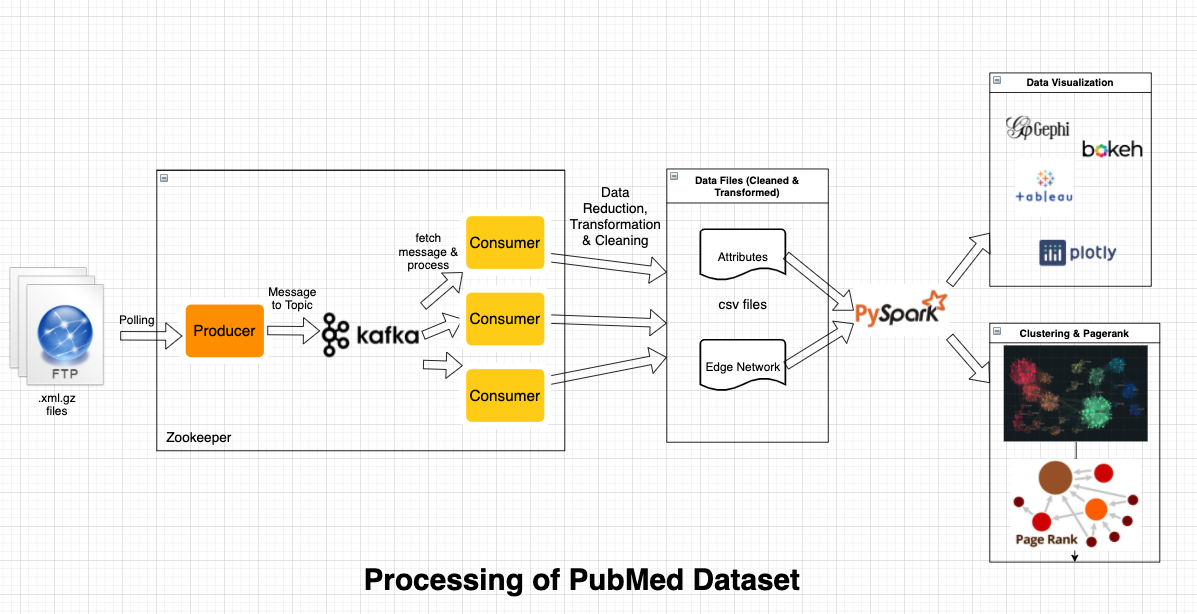 FTP
.xml.gz
files
Polling
Producer
Message
to Topic
kafka
fetch
message &
process
Consumer
Consumer
Consumer
Zookeeper
Data
Reduction,
Transformation
& Cleaning
Data Files (Cleaned &
Transformed)
Attributes
csv files
Edge Network
PySpark
Data Visualization
Gephi
bokeh
+ableau
plotly
Clustering & Pagerank
Page Rank
Processing of PubMed Dataset